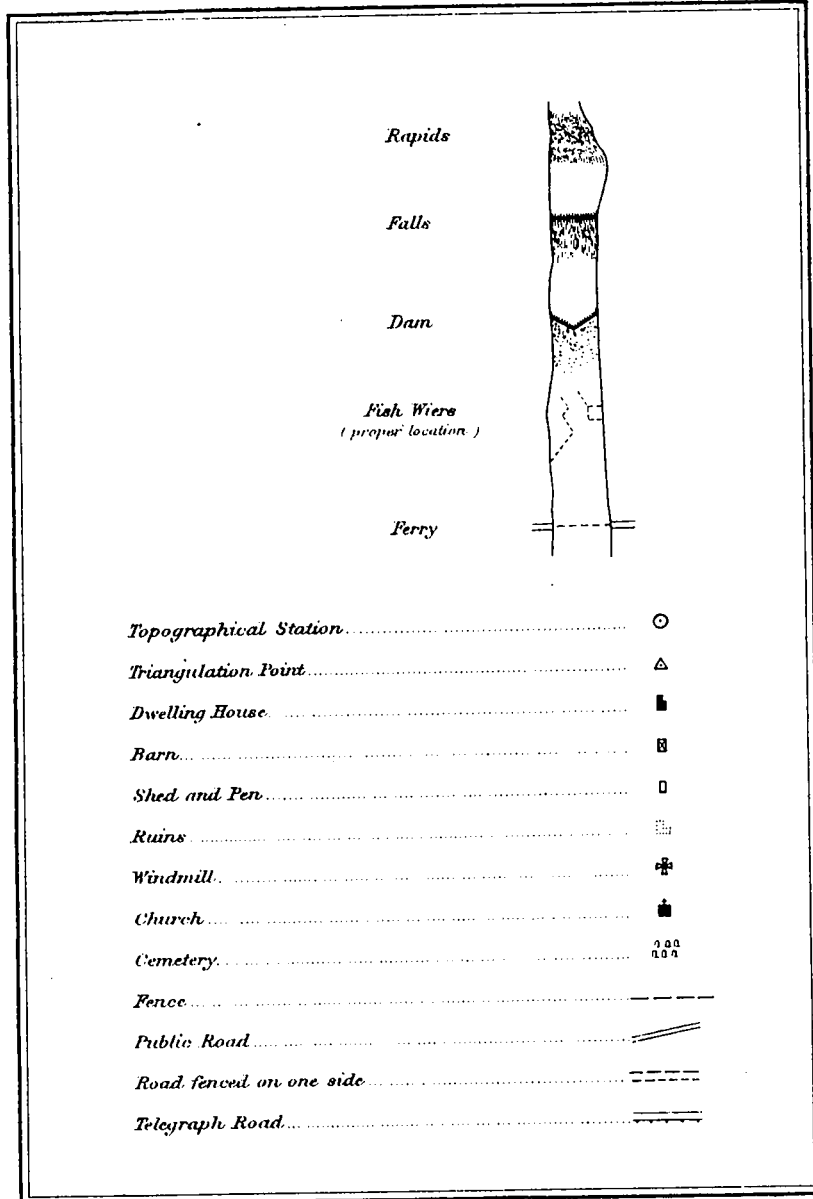 Rapids
Falls
Dam
Fish Wiers
( proper location )
Ferry
Topographical Station
Triangulation Point
Dwelling House
Barn
Shed and Pen
Ruins
Windmill
Church
Cemetery
Fence
Public Road
Road fenced on one side
Telegraph Road